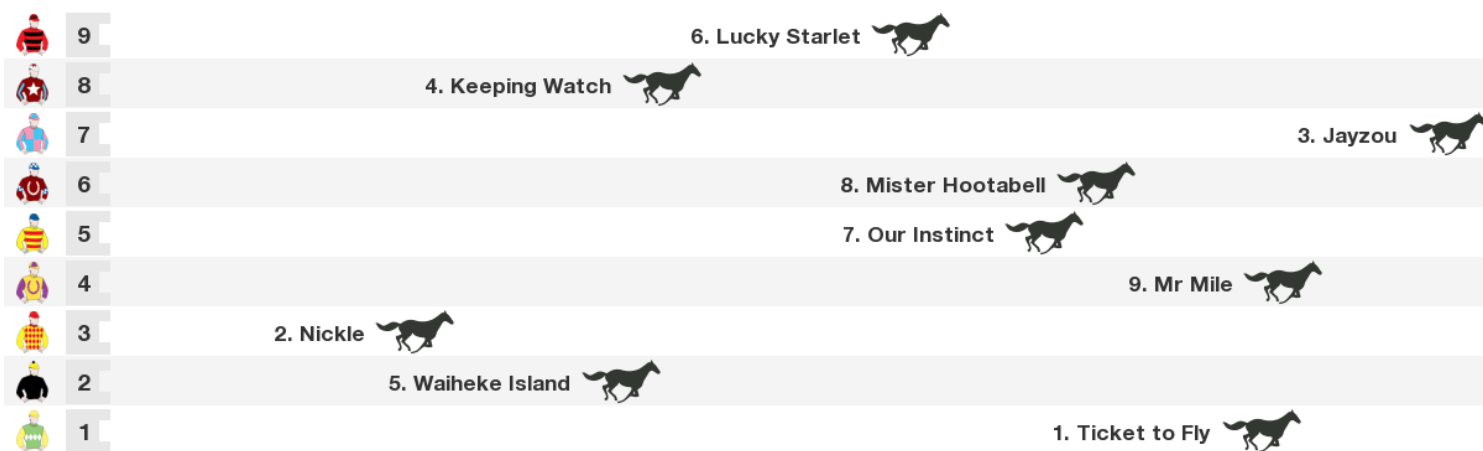 9 6. Lucky Starlet
8 4. Keeping Watch
7 3. Jayzou
6 8. Mister Hootabell
5 7. Our Instinct
4 9. Mr Mile
3 2. Nickle
2 5. Waiheke Island
1 1. Ticket to Fly